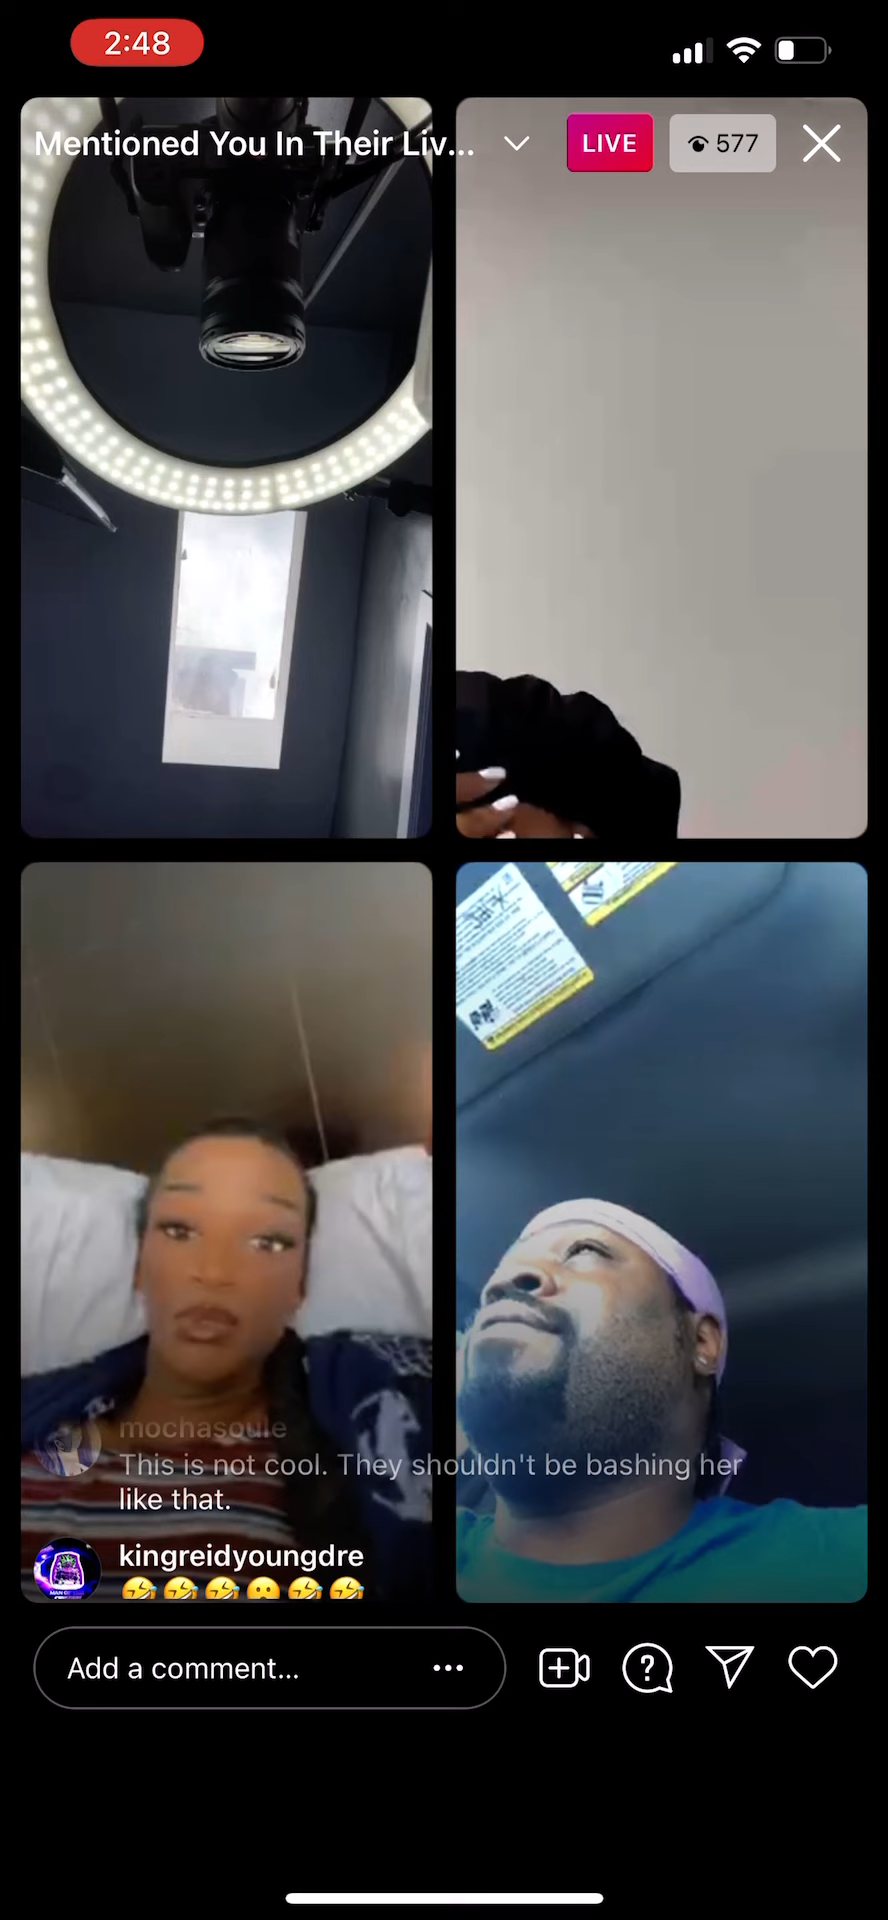 2:48
Mentioned You In Their Liv...
LIVE
577
mochasoule
This is not cool. They shouldn't be bashing her
like that.
kingreidyoungdre
🤣🤣🤣🙁🤣🤣
Add a comment...